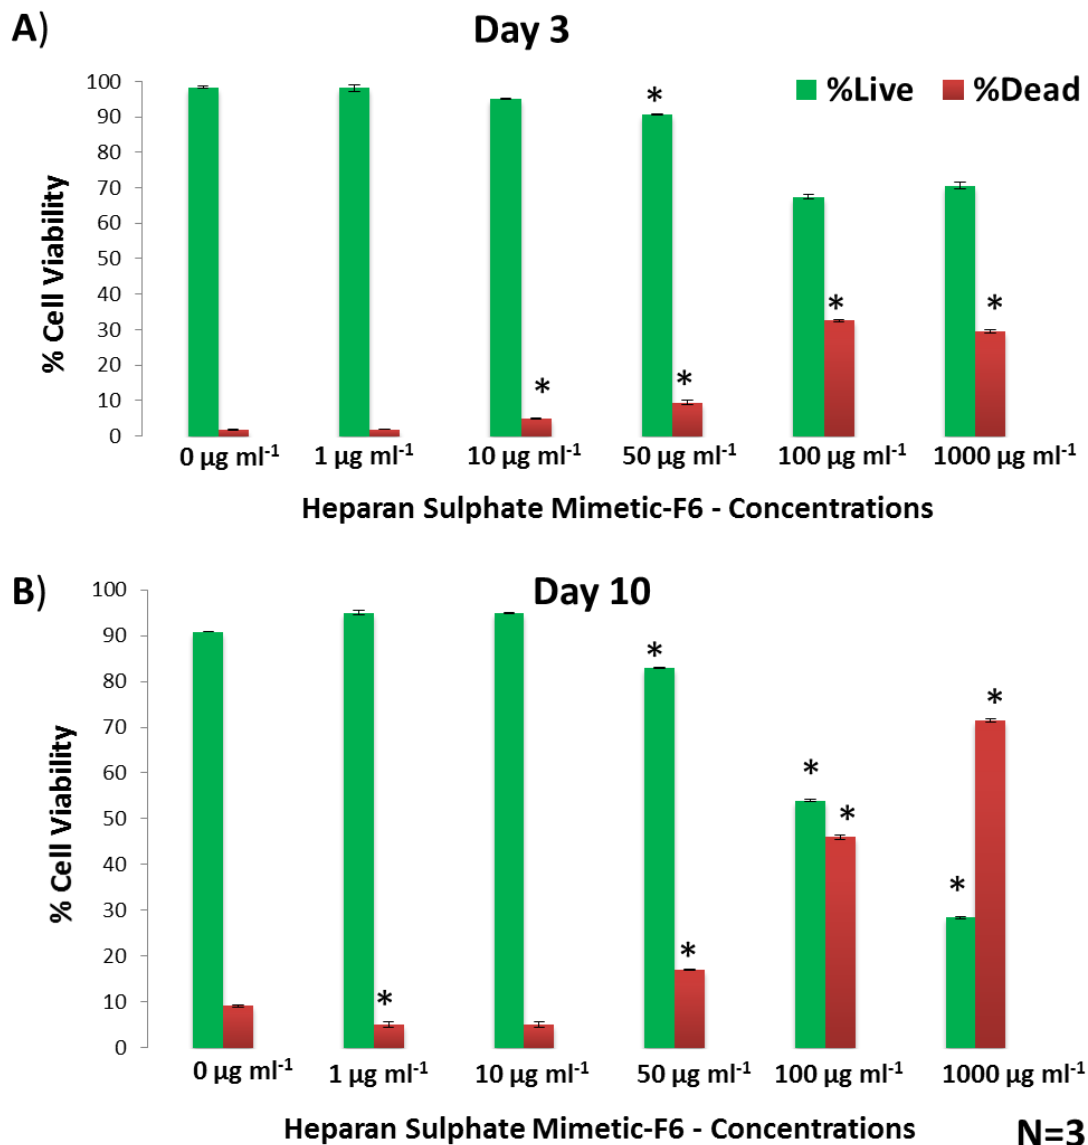 A)
Day 3
%Live %Dead
% Cell Viability
100
90
80
70
60
50
40
30
20
10
0
*
*
*
*
*
0 µg ml-1 1 µg ml-1 10 µg ml-1 50 µg ml-1 100 µg ml-1 1000 µg ml-1
Heparan Sulphate Mimetic-F6 - Concentrations
B)
Day 10
% Cell Viability
100
90
80
70
60
50
40
30
20
10
0
*
*
*
*
*
*
*
0 µg ml-1 1 µg ml-1 10 µg ml-1 50 µg ml-1 100 µg ml-1 1000 µg ml-1
Heparan Sulphate Mimetic-F6 - Concentrations
N=3